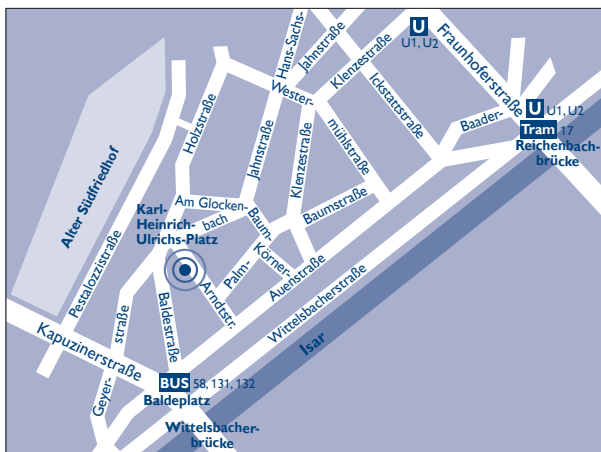 U
U1, U2
Hans-Sachs-
Jahnstraße
Klenzestraße
Fraunhoferstraße
Ickstattstraße
Wester-
mühlstraße
Holzstraße
Baader-
U U1, U2
Tram 17
Reichenbach-
brücke
Alter Südfriedhof
Jahnstraße
Klenzestraße
Am Glocken-
bach
Baumstraße
Karl-
Heinrich-
Ulrichs-Platz
Baum-
Körner-
Palm-
Auenstraße
Pestalozzistraße
Arndtstr.
Wittelsbacherstraße
Isar
Baldestraße
Kapuzinerstraße
Geyer-
straße
BUS 58, 131, 132
Baldeplatz
Wittelsbacher-
brücke